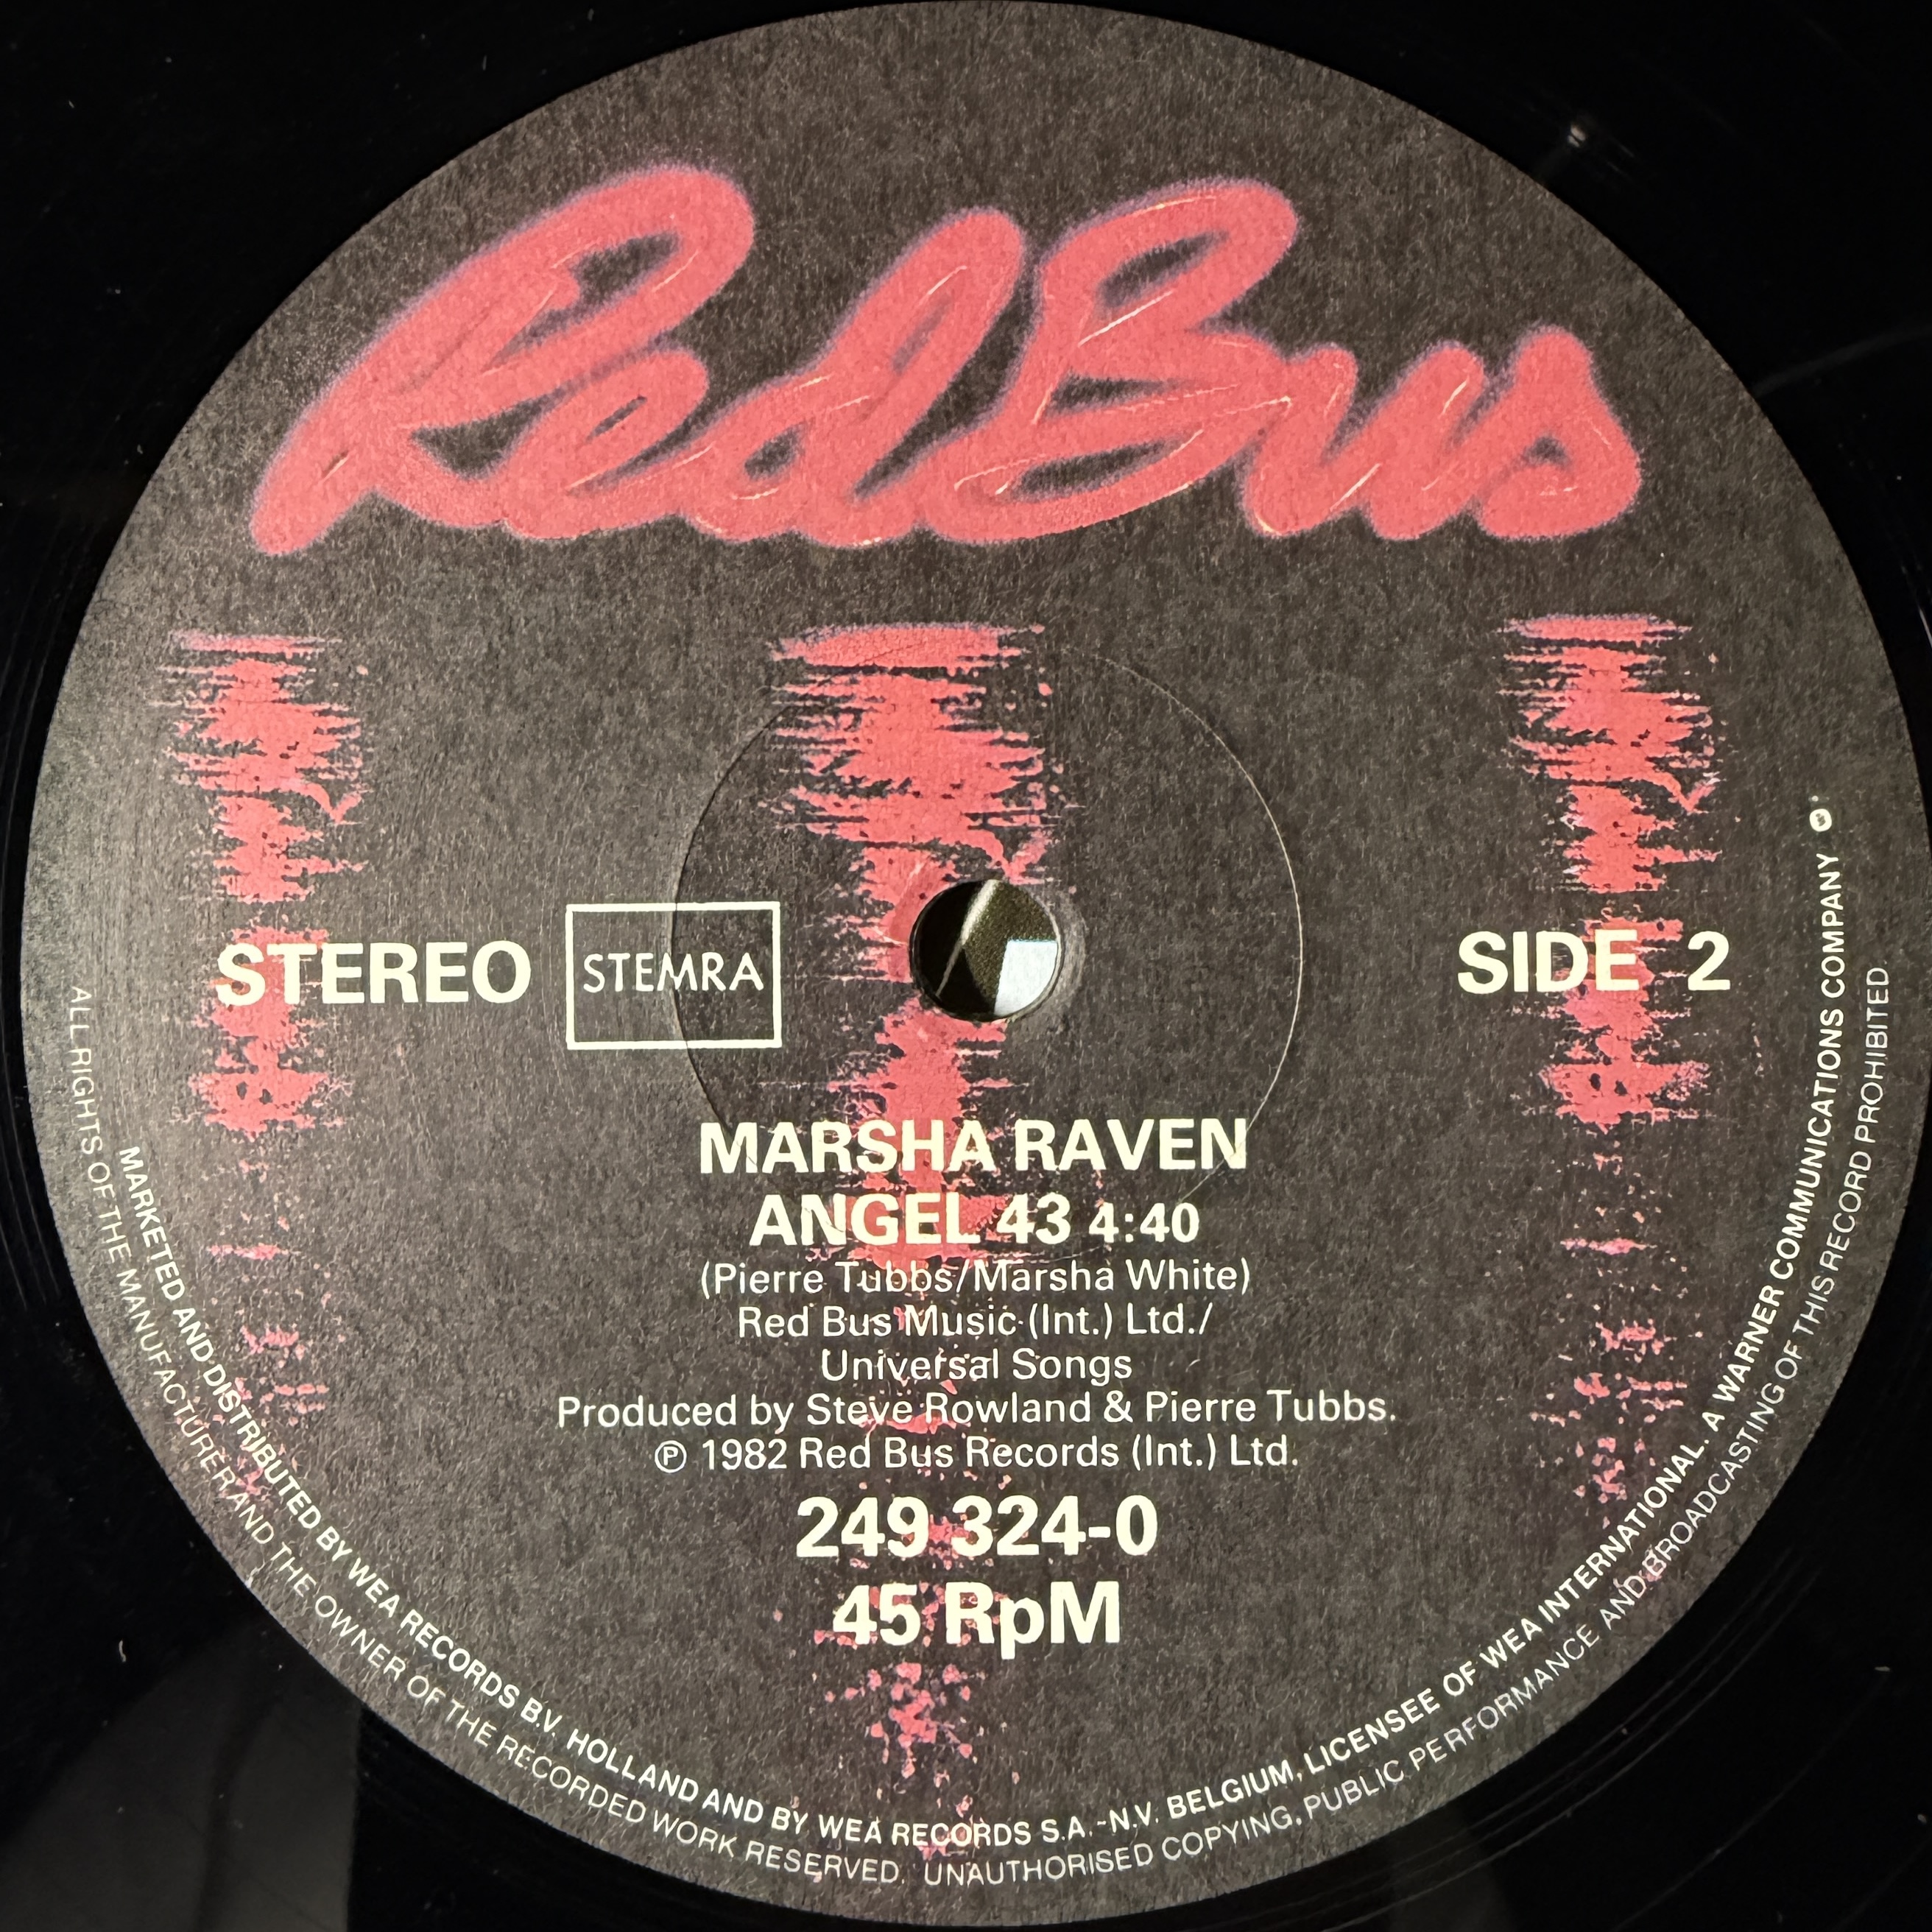 Red Bus
STEREO
STEMRA
SIDE 2
MARSHA RAVEN
ANGEL 43 4:40
(Pierre Tubbs/Marsha White)
Red Bus Music (Int.) Ltd./
Universal Songs
Produced by Steve Rowland & Pierre Tubbs.
℗ 1982 Red Bus Records (Int.) Ltd.
249 324-0
45 RpM
MARKETED AND DISTRIBUTED BY WEA RECORDS B.V. HOLLAND AND BY WEA RECORDS S.A.-N.V. BELGIUM, LICENSEE OF WEA INTERNATIONAL. A WARNER COMMUNICATIONS COMPANY
ALL RIGHTS OF THE MANUFACTURER AND THE OWNER OF THE RECORDED WORK RESERVED. UNAUTHORISED COPYING, PUBLIC PERFORMANCE AND BROADCASTING OF THIS RECORD PROHIBITED.